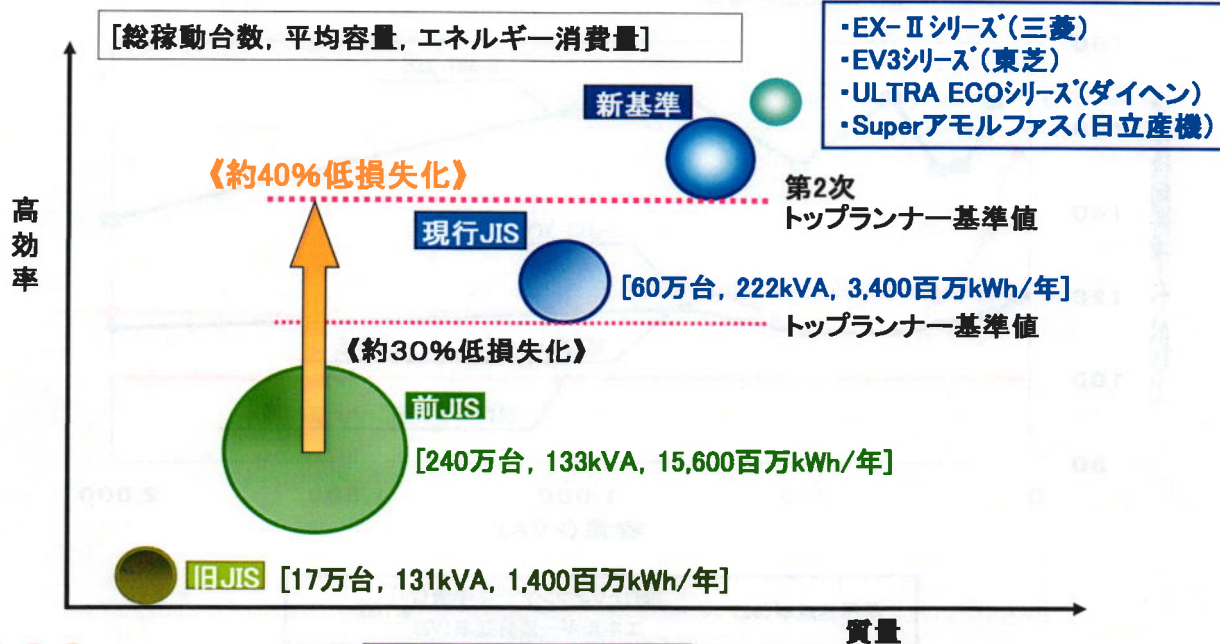 [総稼動台数, 平均容量, エネルギー消費量]
・EX-Ⅱシリーズ(三菱)
・EV3シリーズ(東芝)
・ULTRA ECOシリーズ(ダイヘン)
・Superアモルファス(日立産機)
新基準
《約40%低損失化》
第2次
トップランナー基準値
高効率
現行JIS
[60万台, 222kVA, 3,400百万kWh/年]
トップランナー基準値
《約30%低損失化》
前JIS
[240万台, 133kVA, 15,600百万kWh/年]
旧JIS
[17万台, 131kVA, 1,400百万kWh/年]
質量